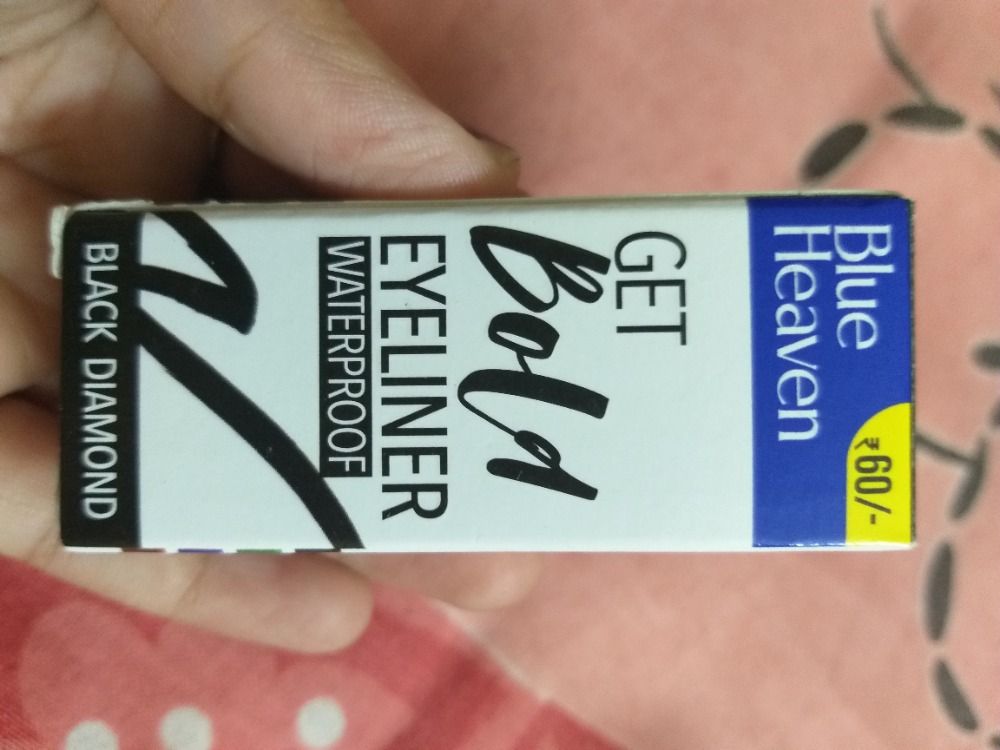 Blue
Heaven
₹60/-
GET
Bold
EYELINER
WATERPROOF
BLACK DIAMOND